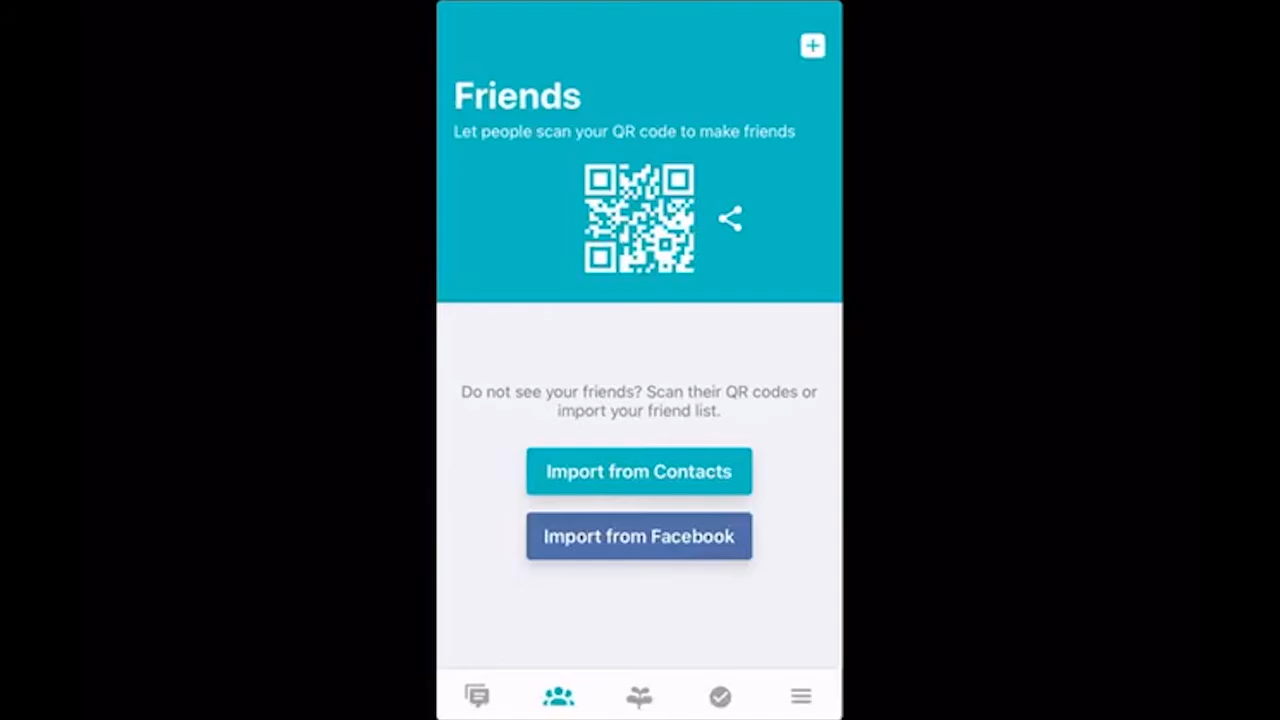 Friends
Let people scan your QR code to make friends
Do not see your friends? Scan their QR codes or
import your friend list.
Import from Contacts
Import from Facebook